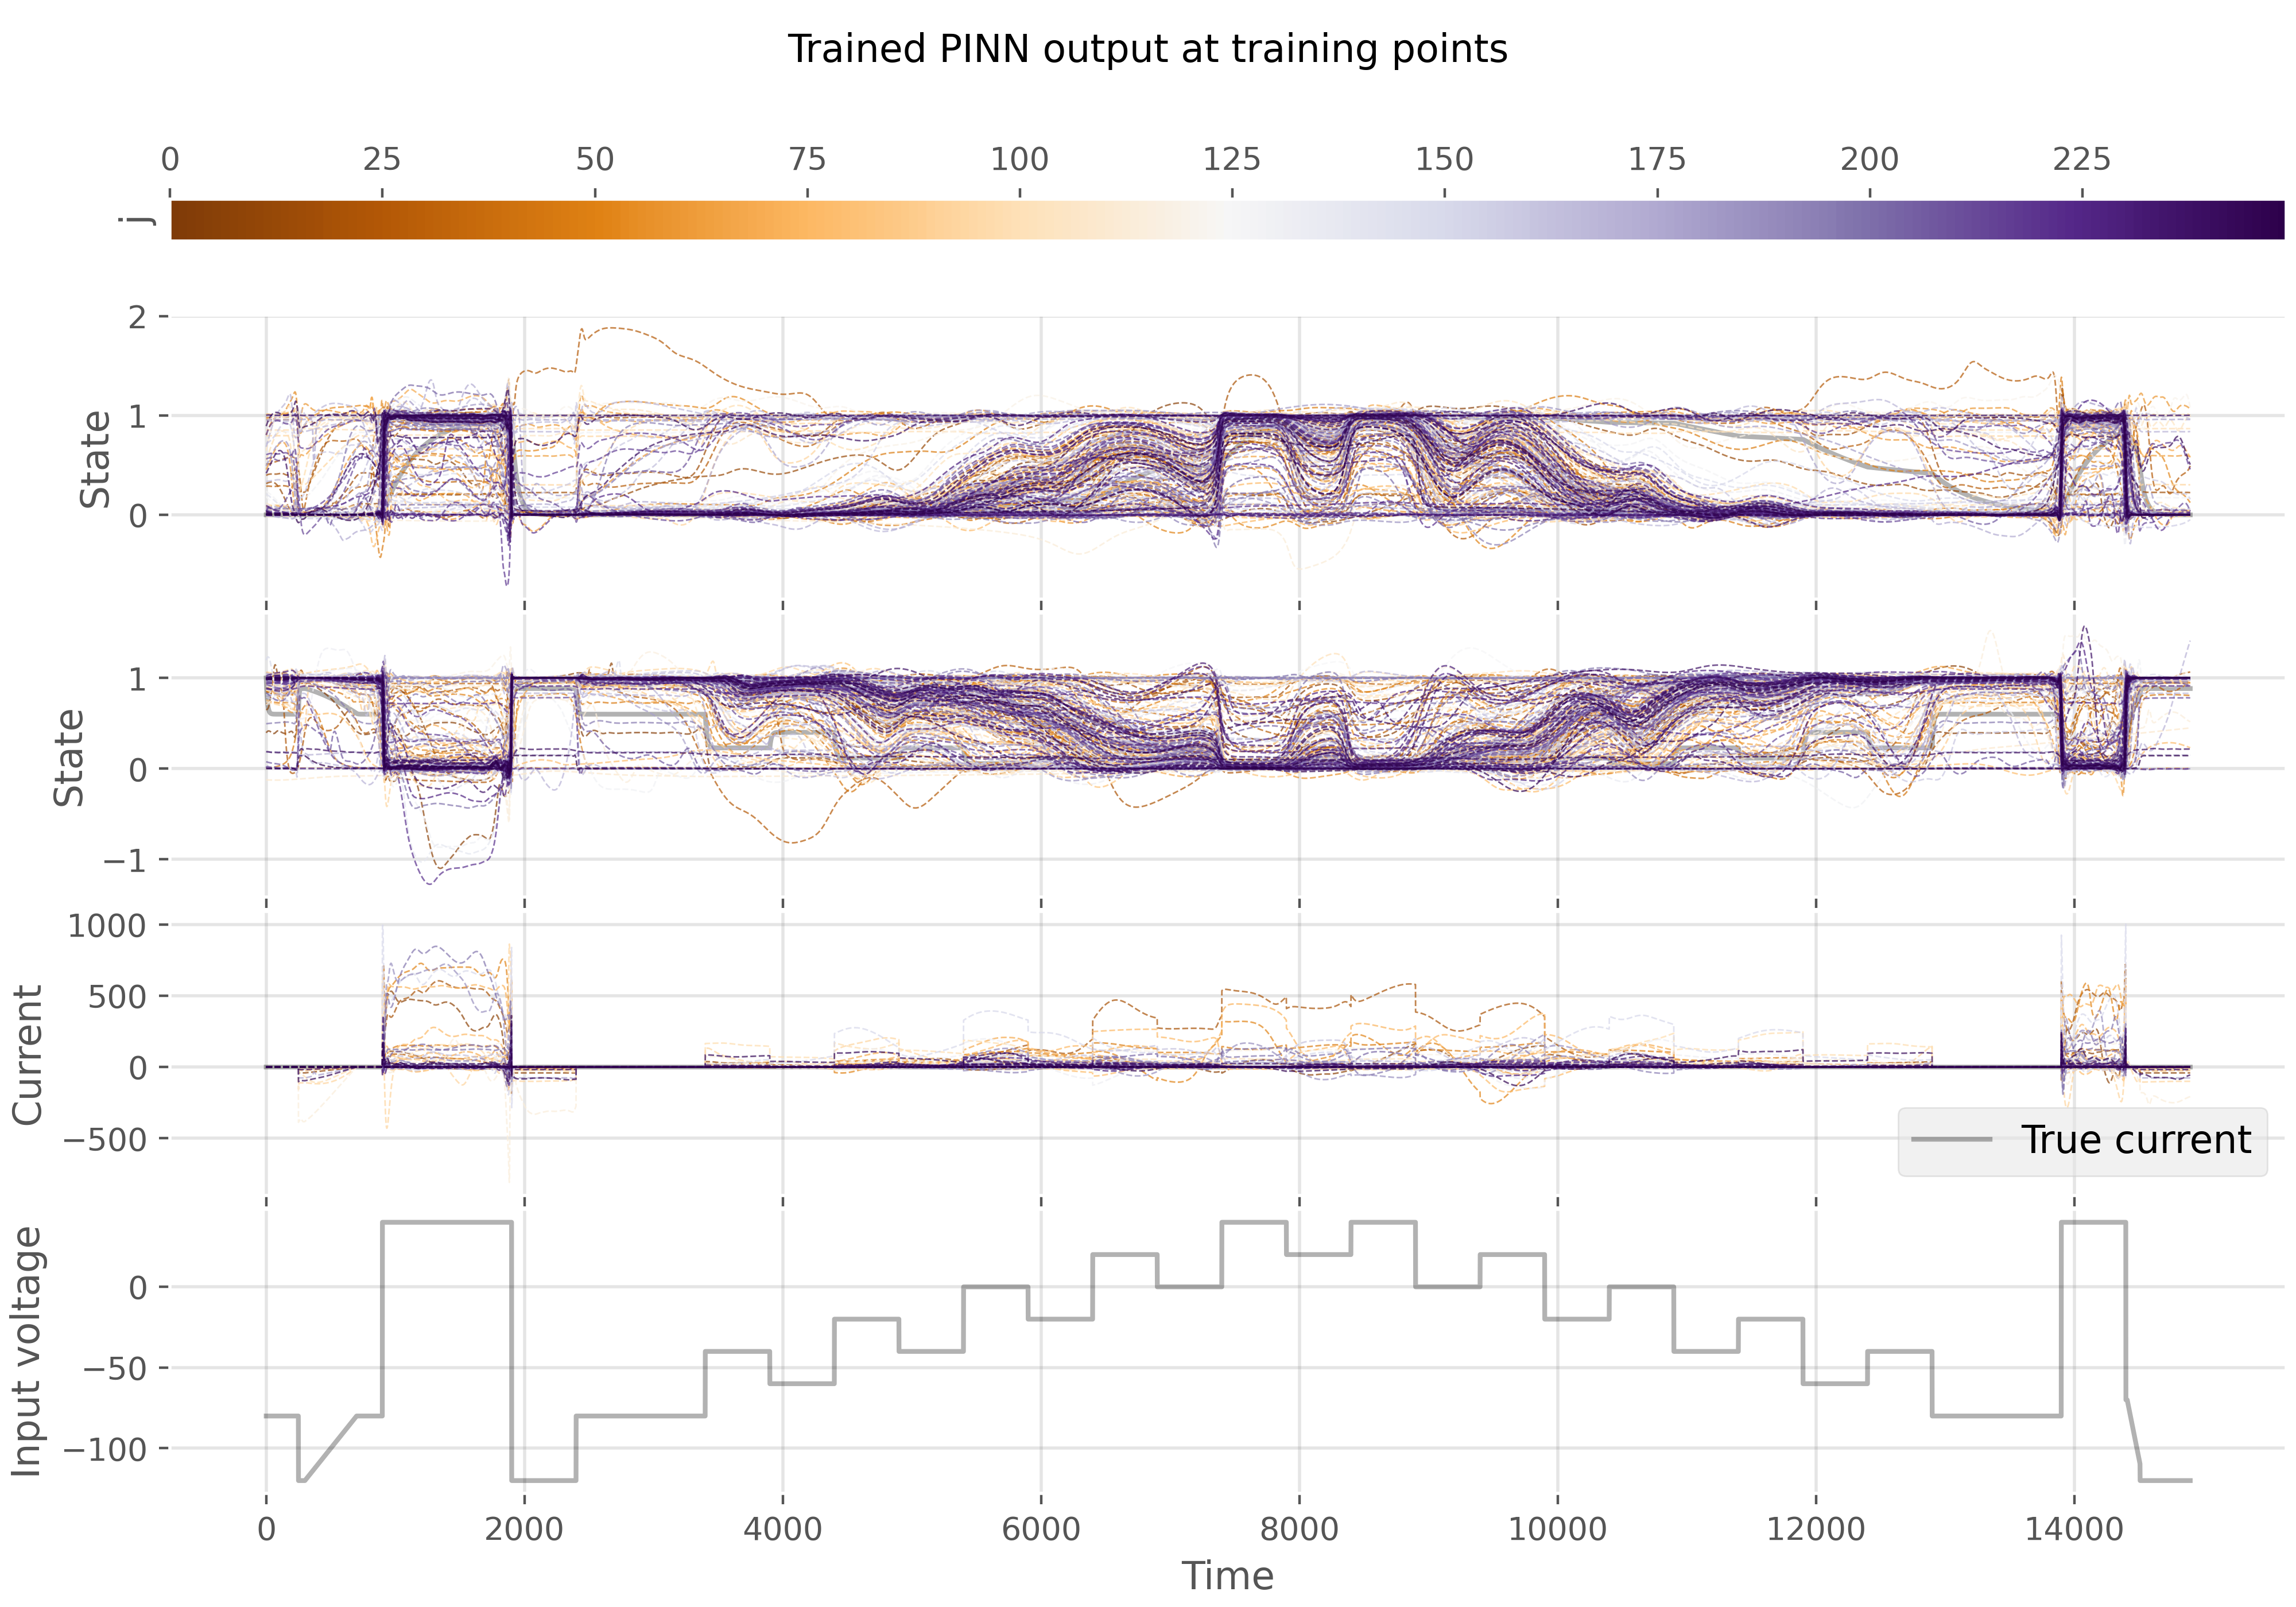 Trained PINN output at training points
0 25 50 75 100 125 150 175 200 225
j
2
1
0
State
1
0
−1
State
1000
500
0
−500
Current
True current
0
−50
−100
Input voltage
0 2000 4000 6000 8000 10000 12000 14000
Time